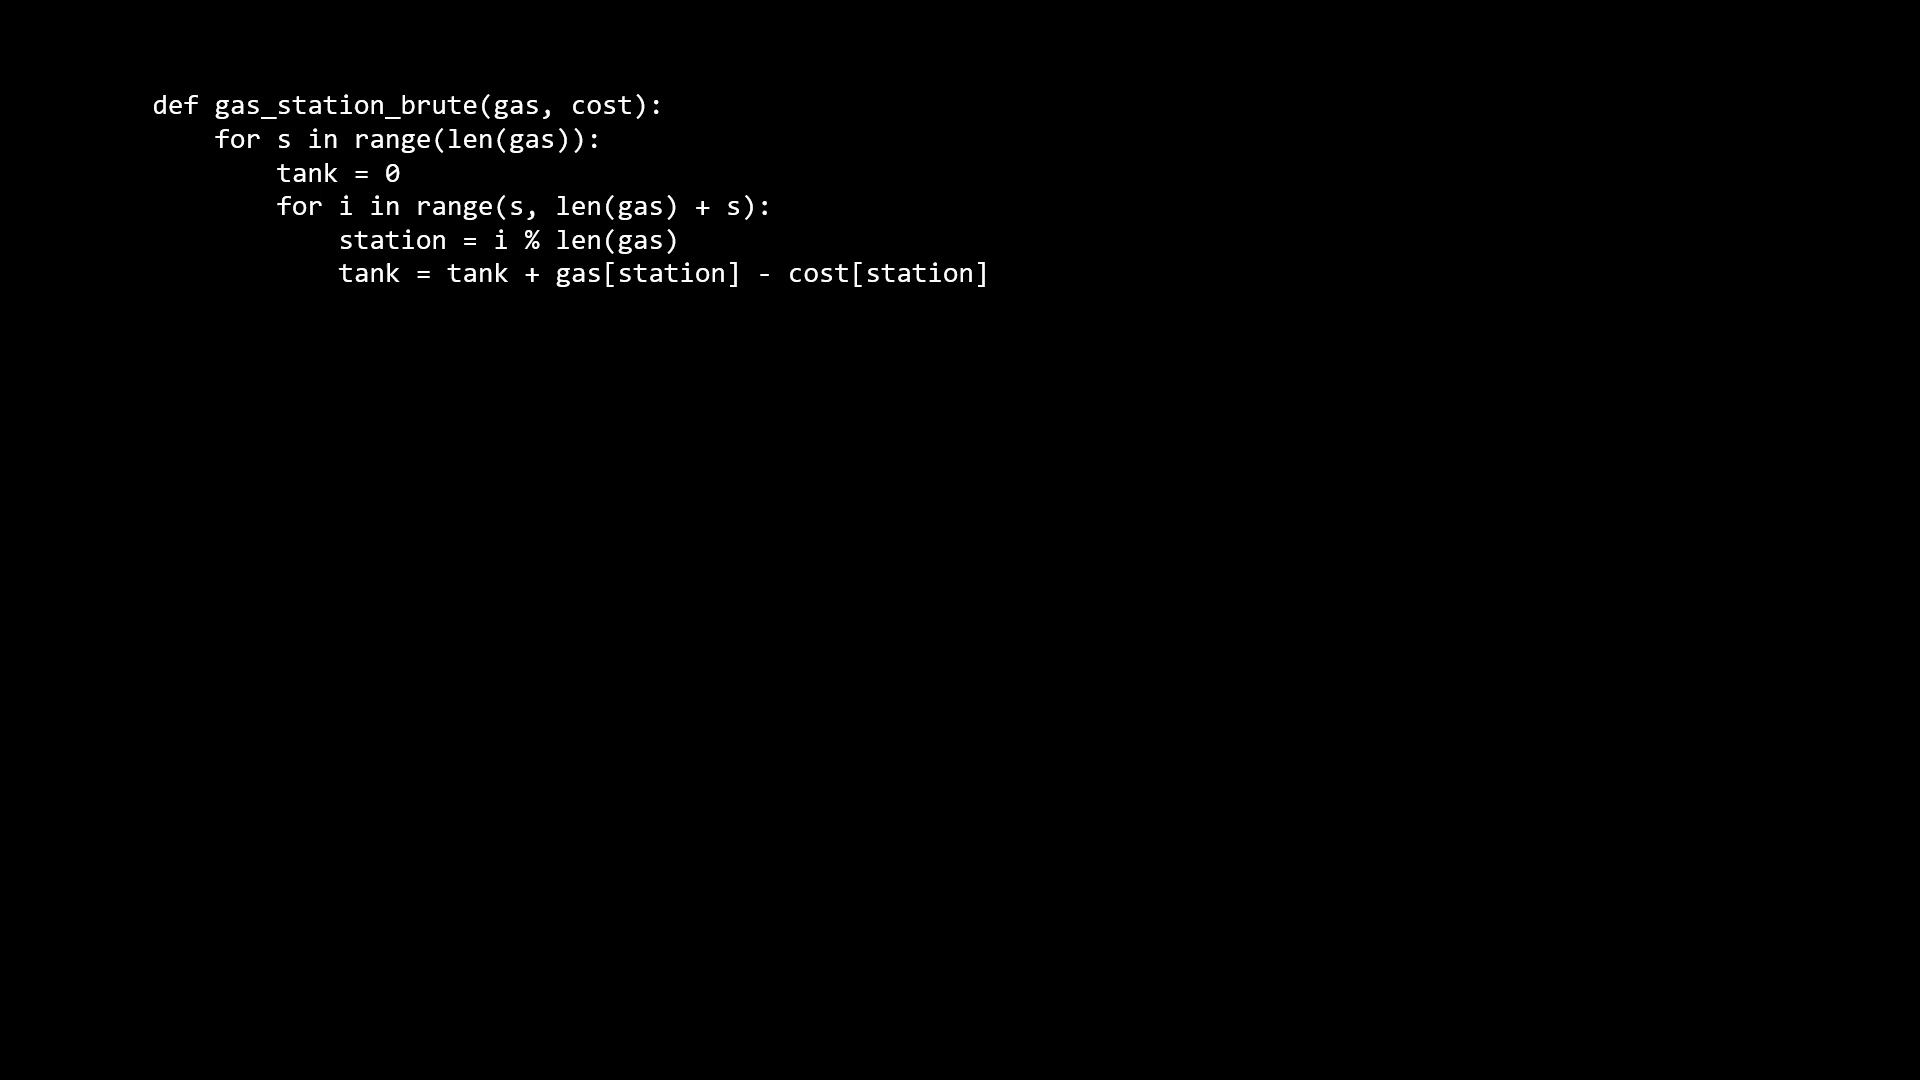 def gas_station_brute(gas, cost):
    for s in range(len(gas)):
        tank = 0
        for i in range(s, len(gas) + s):
            station = i % len(gas)
            tank = tank + gas[station] - cost[station]